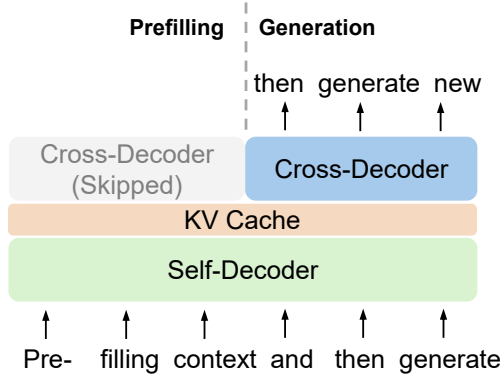 Prefilling Generation
then generate new
Cross-Decoder
(Skipped)
Cross-Decoder
KV Cache
Self-Decoder
Pre- filling context and then generate